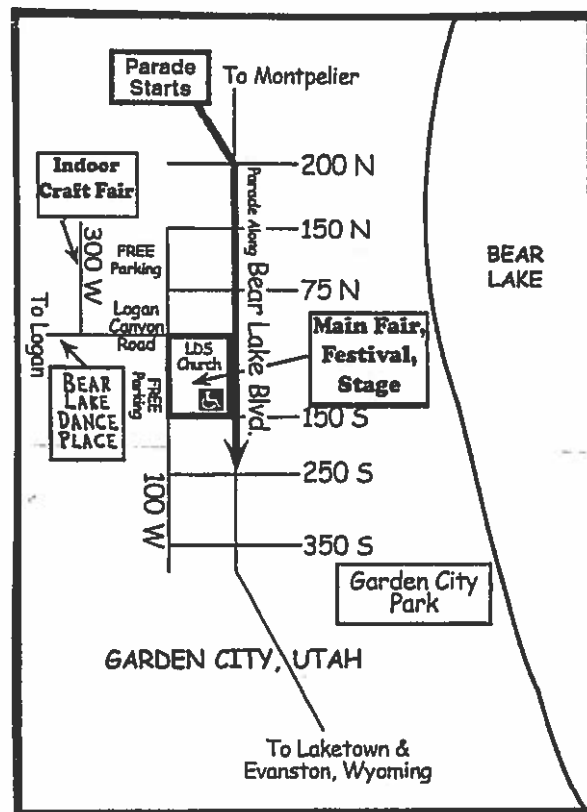 Parade
Starts
To Montpelier
200 N
Indoor
Craft Fair
Parade Along
Bear Lake Blvd.
150 N
300 W
FREE
Parking
75 N
BEAR
LAKE
To Logan
Logan
Canyon
Road
LDS
Church
Main Fair,
Festival,
Stage
BEAR
LAKE
DANCE
PLACE
FREE
Parking
150 S
250 S
100 W
350 S
Garden City
Park
GARDEN CITY, UTAH
To Laketown &
Evanston, Wyoming